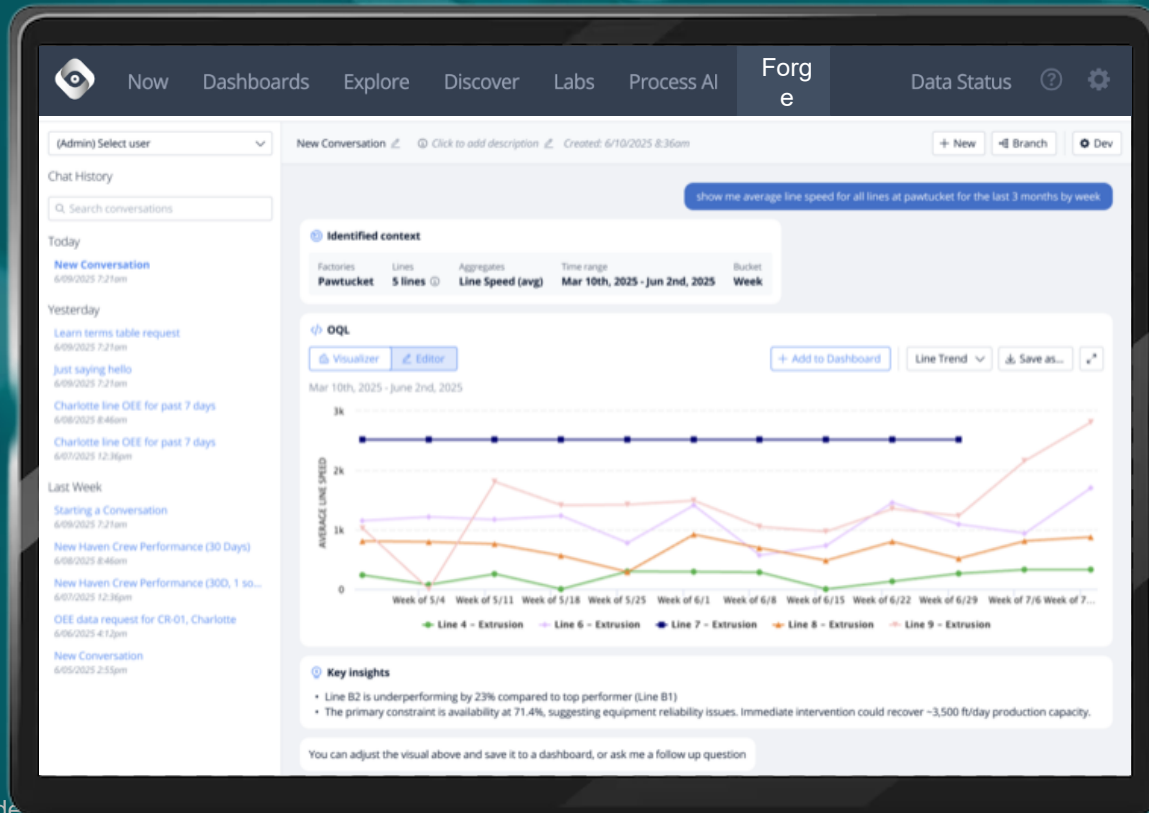 Now Dashboards Explore Discover Labs Process AI Forg
e Data Status
(Admin) Select user
New Conversation Click to add description Created: 6/10/2025 8:36am + New Branch Dev
Chat History
show me average line speed for all lines at pawtucket for the last 3 months by week
Search conversations
Today
New Conversation
6/09/2025 7:21am
Yesterday
Learn terms table request
6/09/2025 7:21am
Just saying hello
6/09/2025 7:21am
Charlotte line OEE for past 7 days
6/08/2025 8:46am
Charlotte line OEE for past 7 days
6/07/2025 12:36pm
Last Week
Starting a Conversation
6/09/2025 7:21am
New Haven Crew Performance (30 Days)
6/08/2025 8:46am
New Haven Crew Performance (30D, 1 so...
6/07/2025 12:36pm
OEE data request for CR-01, Charlotte
6/06/2025 4:12pm
New Conversation
6/05/2025 2:55pm
Identified context
Factories Lines Aggregates Time range Bucket
Pawtucket 5 lines Line Speed (avg) Mar 10th, 2025 - Jun 2nd, 2025 Week
</> OQL
Visualizer Editor + Add to Dashboard Line Trend Save as...
Mar 10th, 2025 - June 2nd, 2025
3k
2k
1k
0
AVERAGE LINE SPEED
Week of 5/4 Week of 5/11 Week of 5/18 Week of 5/25 Week of 6/1 Week of 6/8 Week of 6/15 Week of 6/22 Week of 6/29 Week of 7/6 Week of 7...
Line 4 - Extrusion Line 6 - Extrusion Line 7 - Extrusion Line 8 - Extrusion Line 9 - Extrusion
Key insights
• Line B2 is underperforming by 23% compared to top performer (Line B1)
• The primary constraint is availability at 71.4%, suggesting equipment reliability issues. Immediate intervention could recover ~3,500 ft/day production capacity.
You can adjust the visual above and save it to a dashboard, or ask me a follow up question